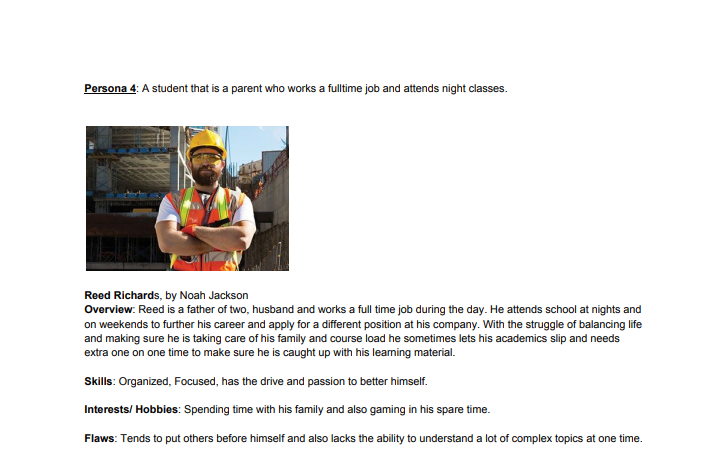 Persona 4: A student that is a parent who works a fulltime job and attends night classes.
Reed Richards, by Noah Jackson
Overview: Reed is a father of two, husband and works a full time job during the day. He attends school at nights and
on weekends to further his career and apply for a different position at his company. With the struggle of balancing life
and making sure he is taking care of his family and course load he sometimes lets his academics slip and needs
extra one on one time to make sure he is caught up with his learning material.
Skills: Organized, Focused, has the drive and passion to better himself.
Interests/ Hobbies: Spending time with his family and also gaming in his spare time.
Flaws: Tends to put others before himself and also lacks the ability to understand a lot of complex topics at one time.